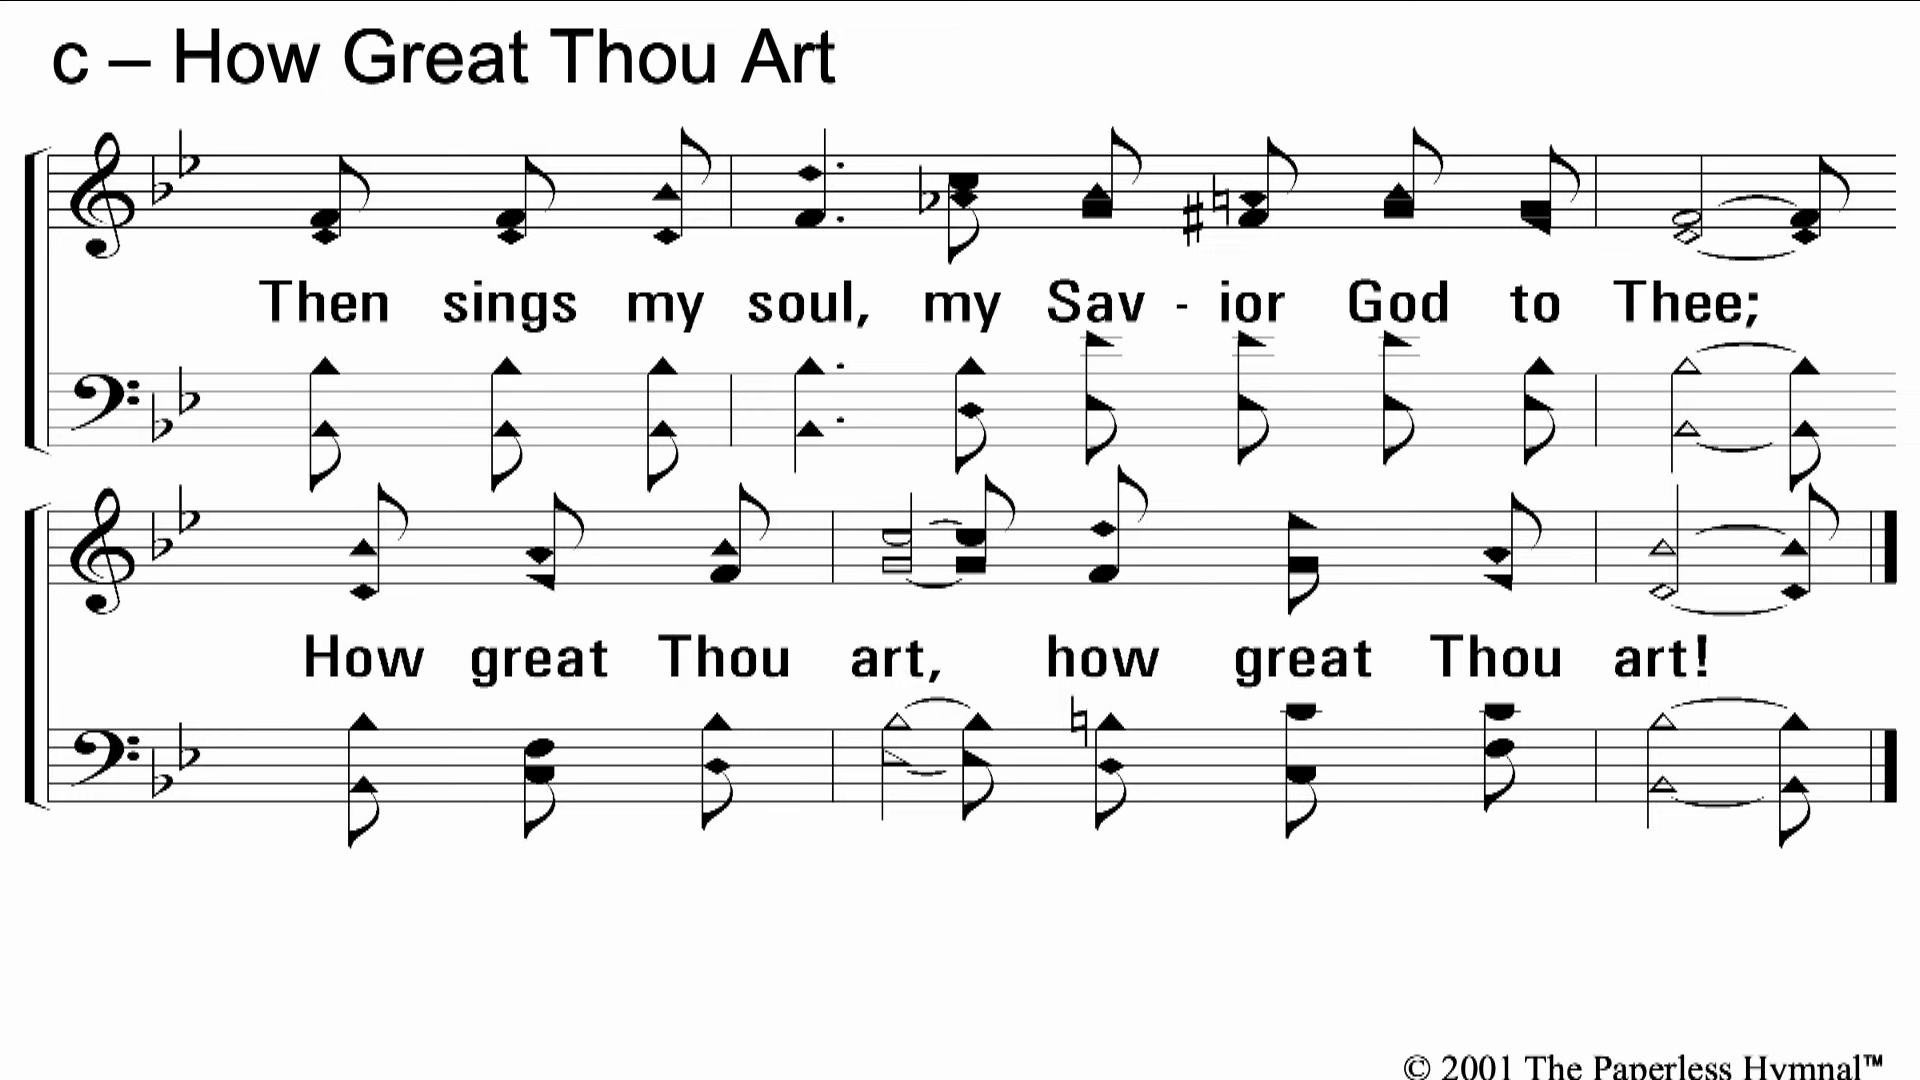 c – How Great Thou Art
Then sings my soul, my Sav - ior God to Thee;
How great Thou art, how great Thou art!
© 2001 The Paperless Hymnal™